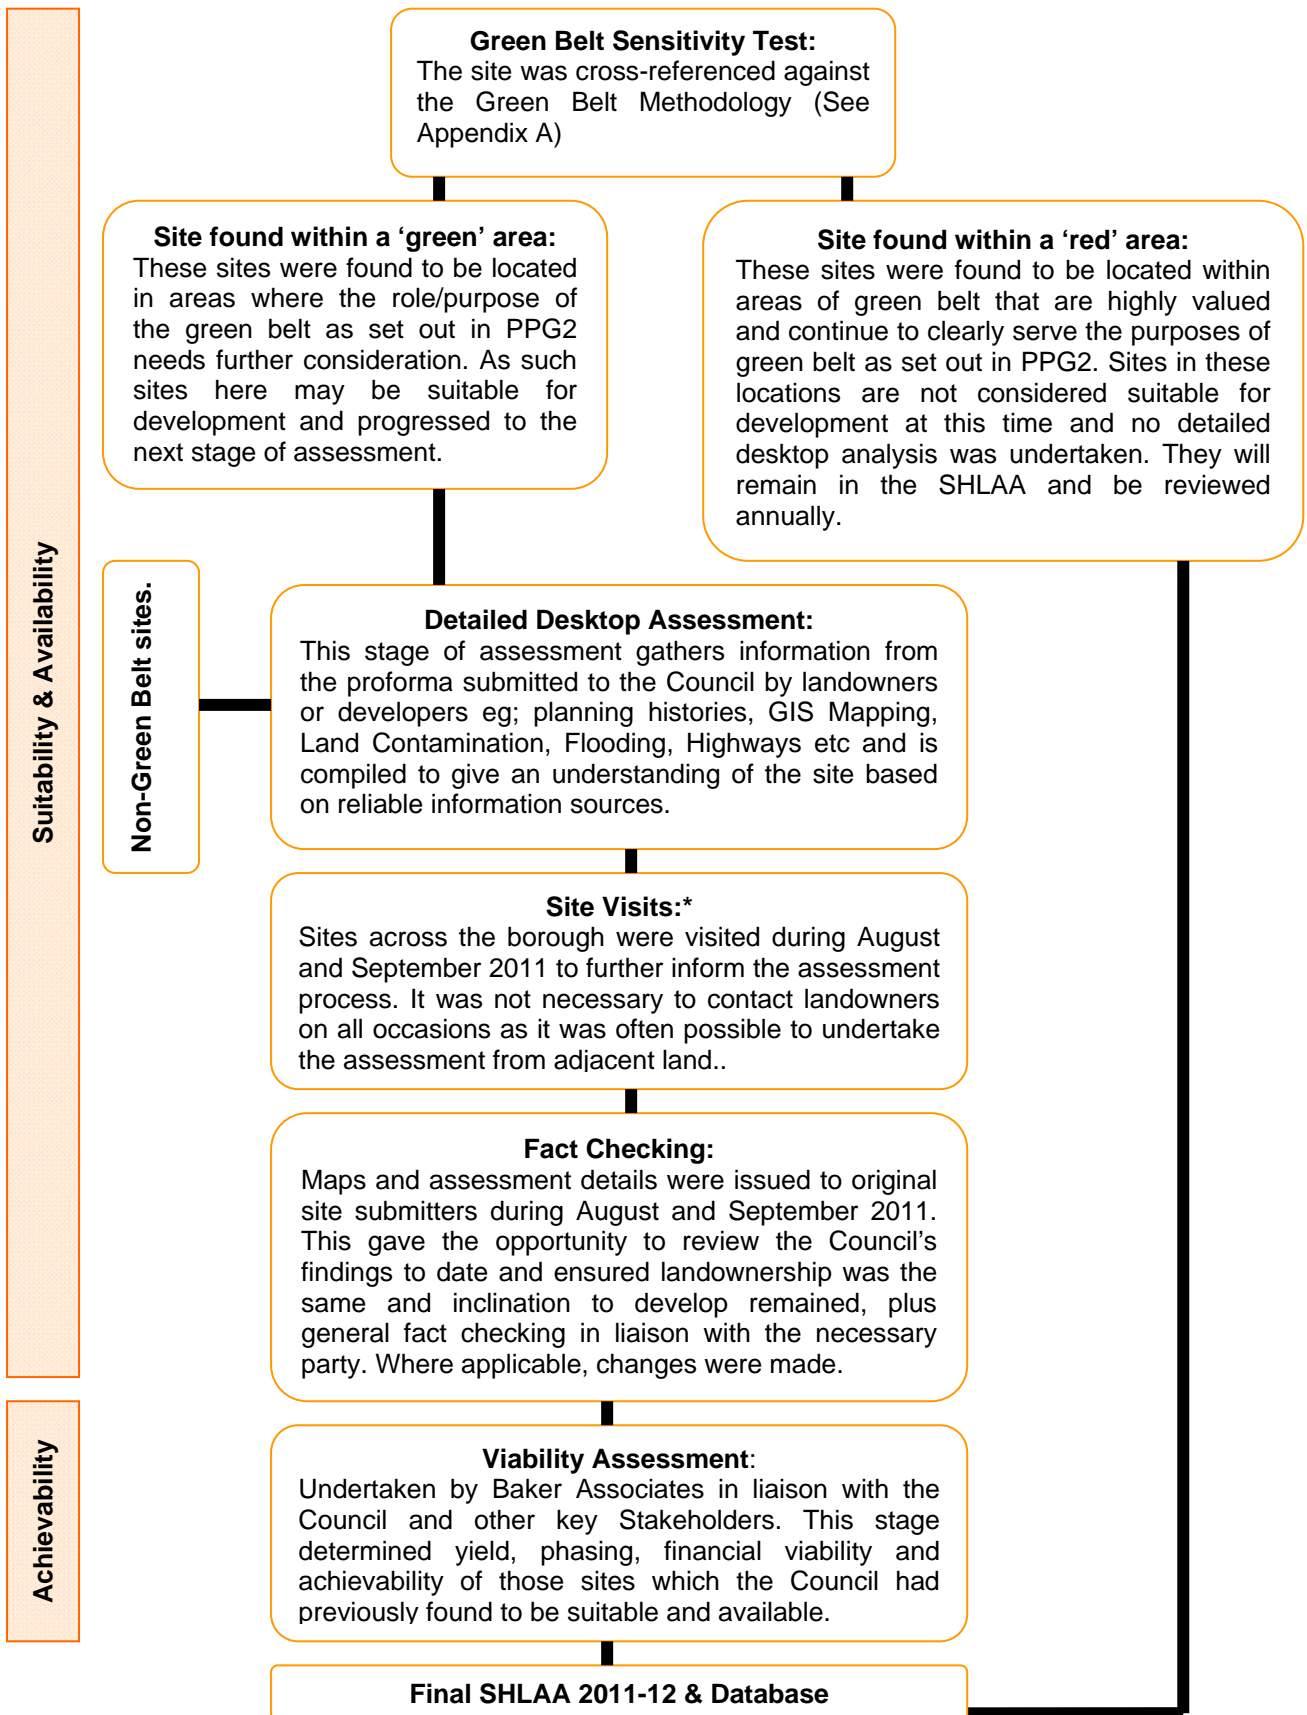 Green Belt Sensitivity Test:
The site was cross-referenced against
the Green Belt Methodology (See
Appendix A)
Site found within a ‘green’ area:
These sites were found to be located
in areas where the role/purpose of
the green belt as set out in PPG2
needs further consideration. As such
sites here may be suitable for
development and progressed to the
next stage of assessment.
Site found within a ‘red’ area:
These sites were found to be located within
areas of green belt that are highly valued
and continue to clearly serve the purposes of
green belt as set out in PPG2. Sites in these
locations are not considered suitable for
development at this time and no detailed
desktop analysis was undertaken. They will
remain in the SHLAA and be reviewed
annually.
Suitability & Availability
Non-Green Belt sites.
Detailed Desktop Assessment:
This stage of assessment gathers information from
the proforma submitted to the Council by landowners
or developers eg; planning histories, GIS Mapping,
Land Contamination, Flooding, Highways etc and is
compiled to give an understanding of the site based
on reliable information sources.
Site Visits:*
Sites across the borough were visited during August
and September 2011 to further inform the assessment
process. It was not necessary to contact landowners
on all occasions as it was often possible to undertake
the assessment from adjacent land..
Fact Checking:
Maps and assessment details were issued to original
site submitters during August and September 2011.
This gave the opportunity to review the Council’s
findings to date and ensured landownership was the
same and inclination to develop remained, plus
general fact checking in liaison with the necessary
party. Where applicable, changes were made.
Achievability
Viability Assessment:
Undertaken by Baker Associates in liaison with the
Council and other key Stakeholders. This stage
determined yield, phasing, financial viability and
achievability of those sites which the Council had
previously found to be suitable and available.
Final SHLAA 2011-12 & Database